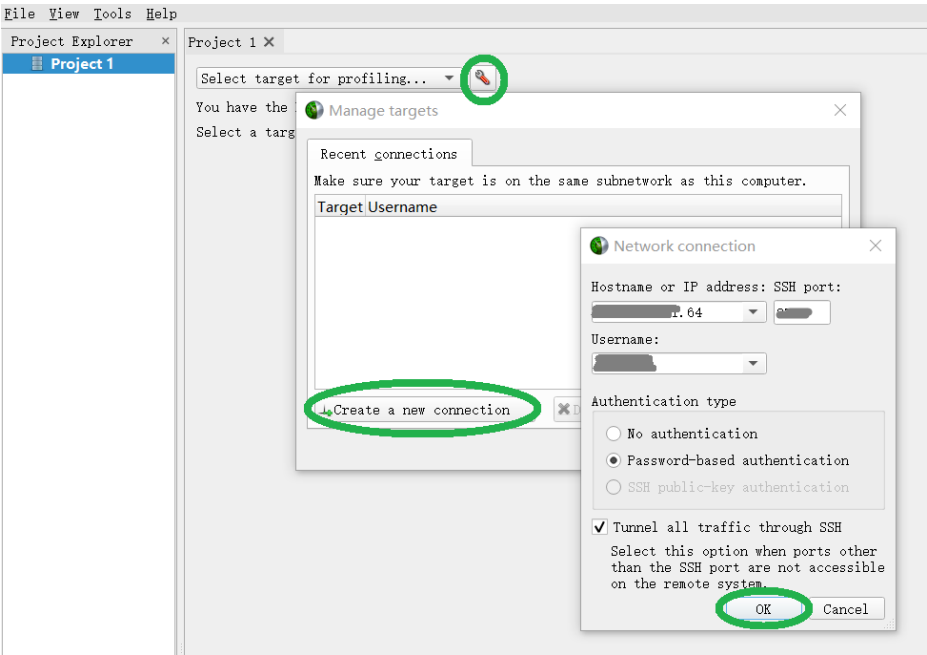 File View Tools Help
Project Explorer ×
Project 1
Project 1
Select target for profiling...
You have the
Select a targ
Manage targets
Recent connections
Make sure your target is on the same subnetwork as this computer.
Target Username
Create a new connection
Network connection
Hostname or IP address: SSH port:
.64
Username:
Authentication type
No authentication
Password-based authentication
SSH public-key authentication
Tunnel all traffic through SSH
Select this option when ports other
than the SSH port are not accessible
on the remote system.
OK Cancel